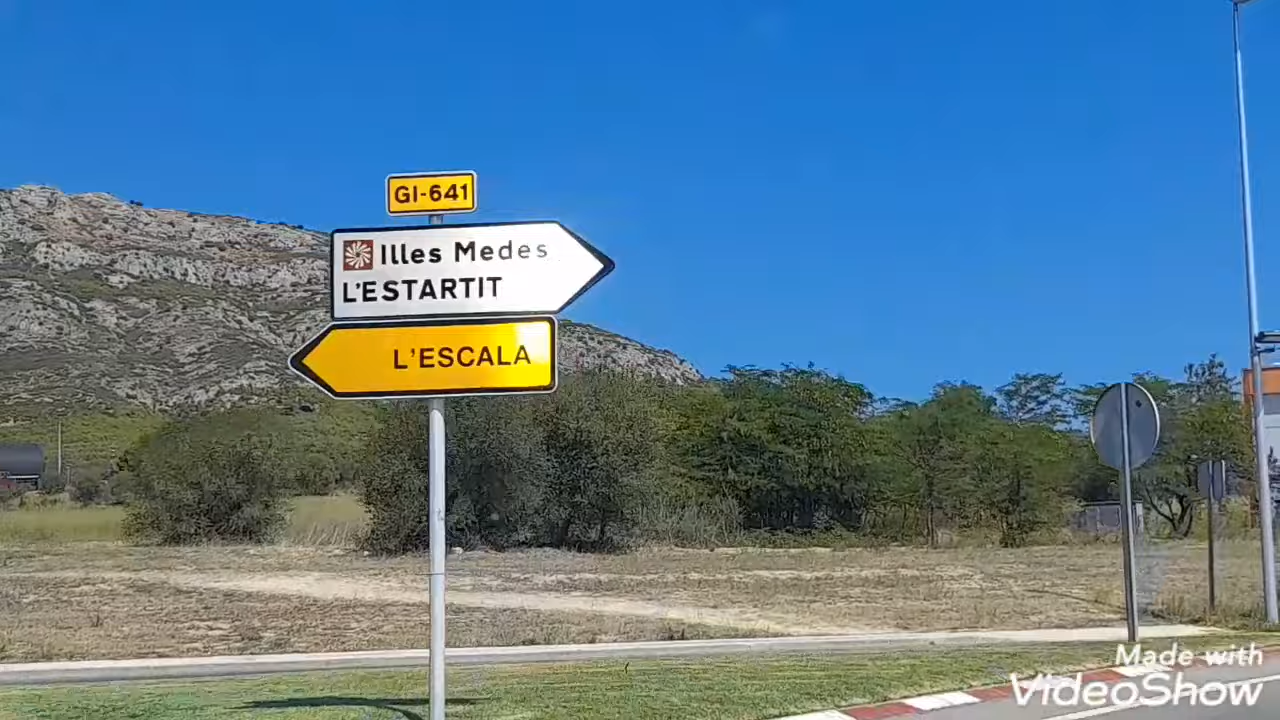 GI-641
Illes Medes
L'ESTARTIT
L'ESCALA
Made with
VideoShow